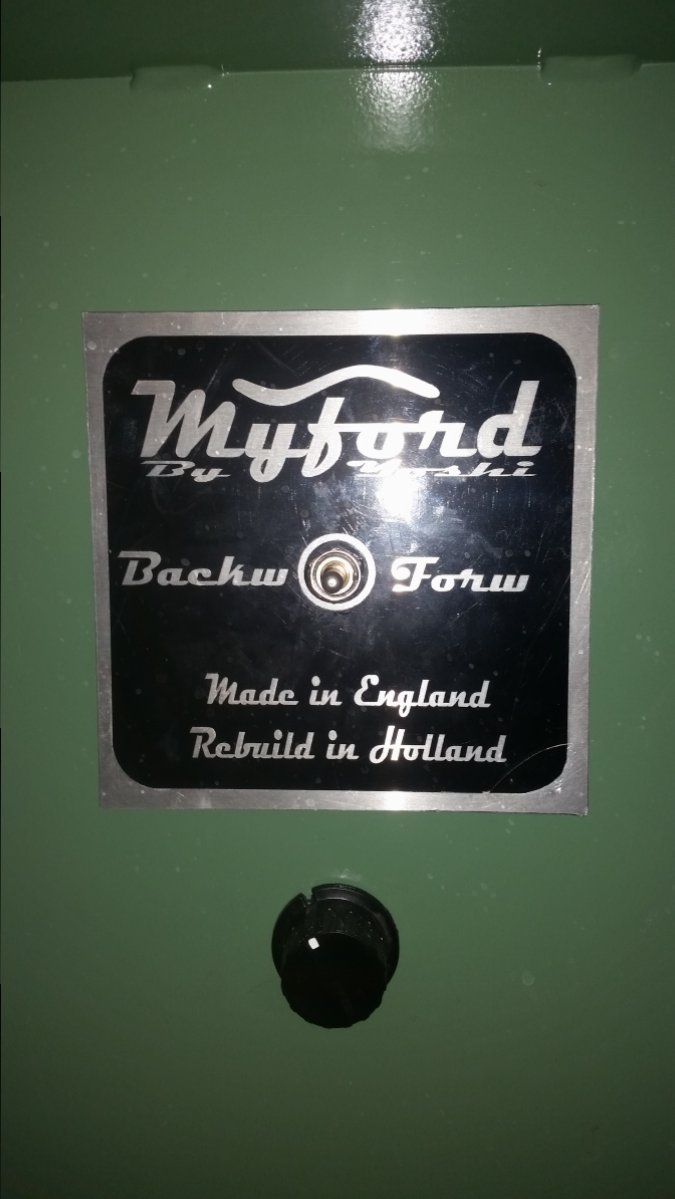 Myford
By Yoshi
Backw Forw
Made in England
Rebuild in Holland